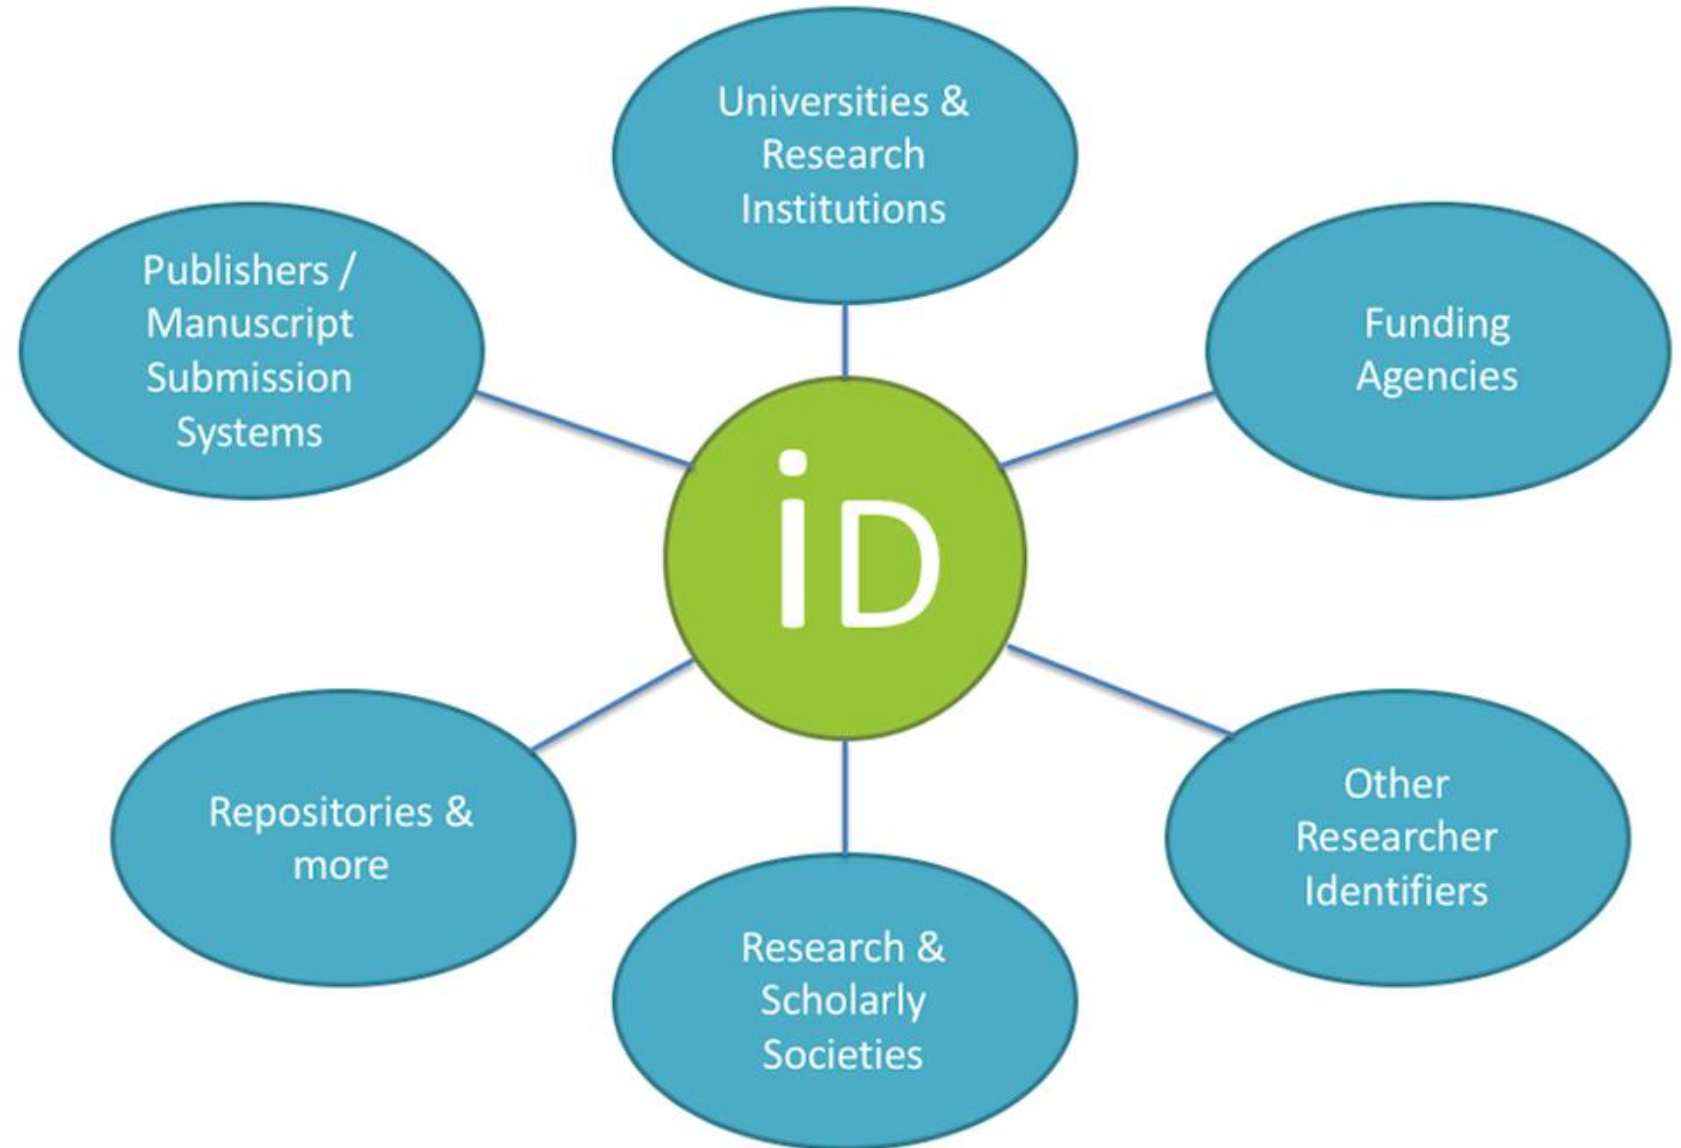 Universities &
Research
Institutions
Publishers /
Manuscript
Submission
Systems
Funding
Agencies
iD
Repositories &
more
Other
Researcher
Identifiers
Research &
Scholarly
Societies